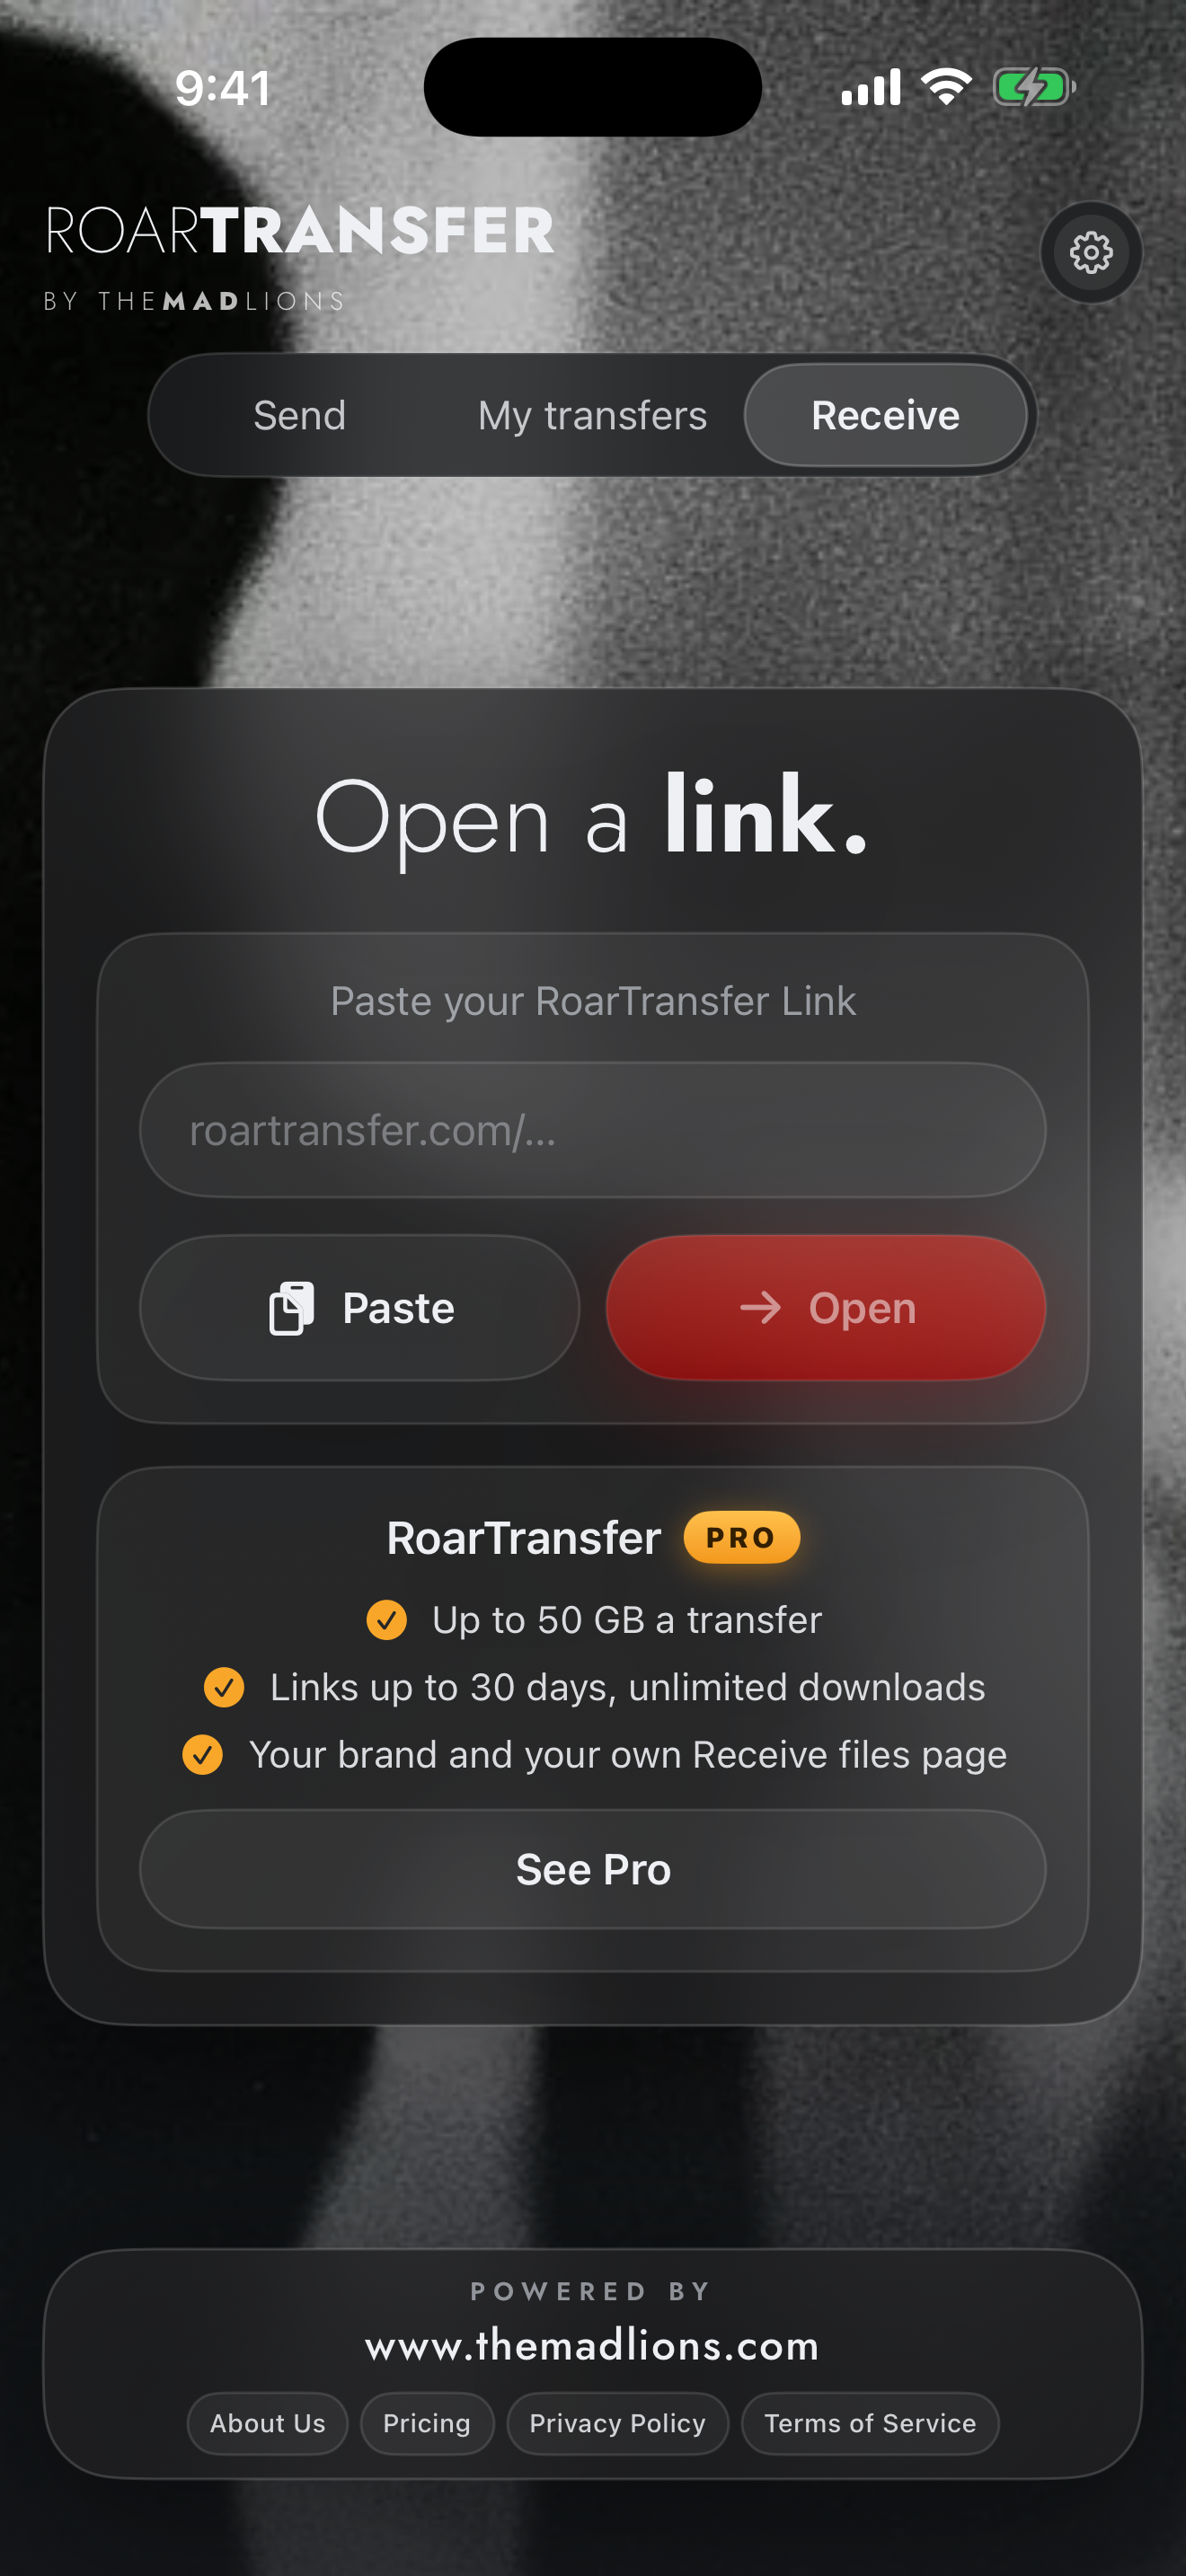 9:41
ROARTRANSFER
BY THEMADLIONS
Send My transfers Receive
Open a link.
Paste your RoarTransfer Link
roartransfer.com/...
Paste Open
RoarTransfer PRO
Up to 50 GB a transfer
Links up to 30 days, unlimited downloads
Your brand and your own Receive files page
See Pro
POWERED BY
www.themadlions.com
About Us Pricing Privacy Policy Terms of Service